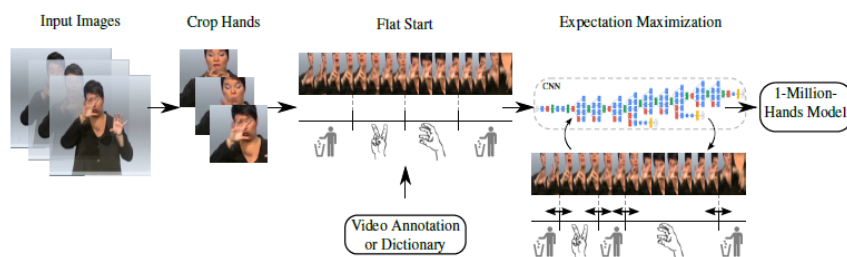 Input Images
Crop Hands
Flat Start
Expectation Maximization
CNN
1-Million-
Hands Model
Video Annotation
or Dictionary